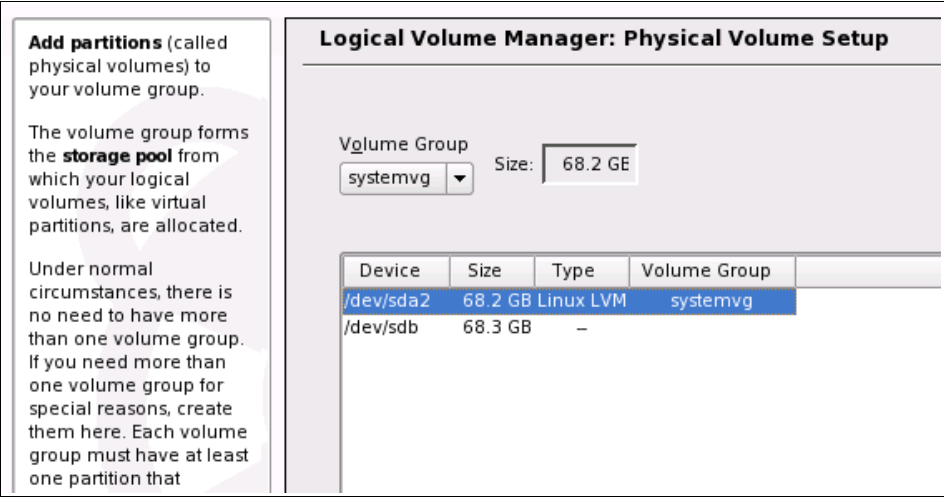 Add partitions (called
physical volumes) to
your volume group.
The volume group forms
the storage pool from
which your logical
volumes, like virtual
partitions, are allocated.
Under normal
circumstances, there is
no need to have more
than one volume group.
If you need more than
one volume group for
special reasons, create
them here. Each volume
group must have at least
one partition that
Logical Volume Manager: Physical Volume Setup
Volume Group
systemvg Size: 68.2 GB
Device Size Type Volume Group
/dev/sda2 68.2 GB Linux LVM systemvg
/dev/sdb 68.3 GB --